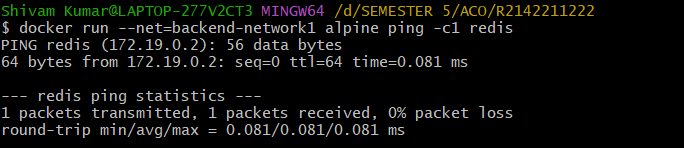 Shivam Kumar@LAPTOP-277V2CT3 MINGW64 /d/SEMESTER 5/ACO/R2142211222
$ docker run --net=backend-network1 alpine ping -c1 redis
PING redis (172.19.0.2): 56 data bytes
64 bytes from 172.19.0.2: seq=0 ttl=64 time=0.081 ms

--- redis ping statistics ---
1 packets transmitted, 1 packets received, 0% packet loss
round-trip min/avg/max = 0.081/0.081/0.081 ms